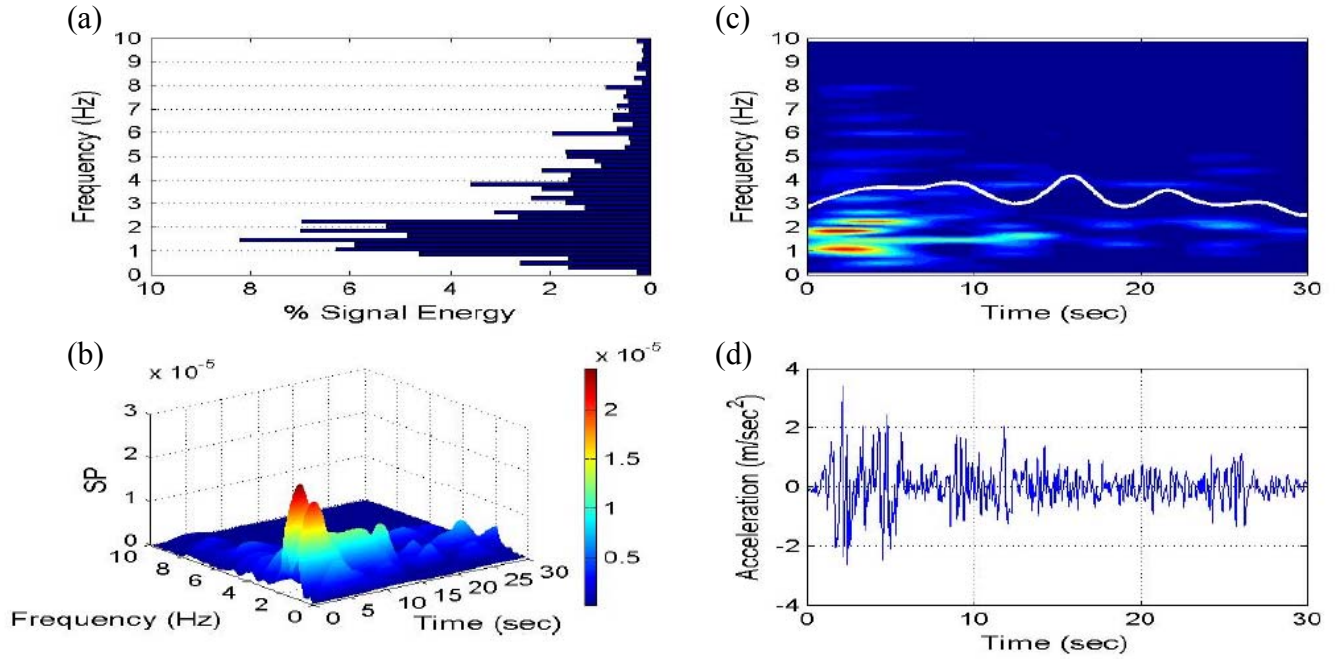 (a)
10
9
8
7
6
5
4
3
2
1
0
Frequency (Hz)
10 8 6 4 2 0
% Signal Energy
(c)
10
9
8
7
6
5
4
3
2
1
0
Frequency (Hz)
0 10 20 30
Time (sec)
(b)
x 10⁻⁵
3
2
1
0
SP
10 8 6 4 2 0
Frequency (Hz)
0 5 10 15 20 25 30
Time (sec)
x 10⁻⁵
2
1.5
1
0.5
(d)
4
2
0
-2
-4
Acceleration (m/sec²)
0 10 20 30
Time (sec)